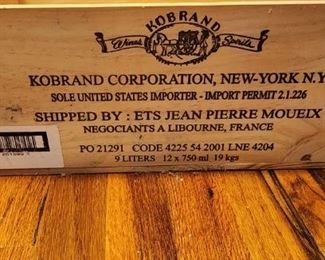 KOBRAND
Wines Spirits
KOBRAND CORPORATION, NEW-YORK N.Y
SOLE UNITED STATES IMPORTER - IMPORT PERMIT 2.1.226
SHIPPED BY : ETS JEAN PIERRE MOUEIX
NEGOCIANTS A LIBOURNE, FRANCE
PO 21291 CODE 4225 54 2001 LNE 4204
9 LITERS 12 x 750 ml 19 kgs